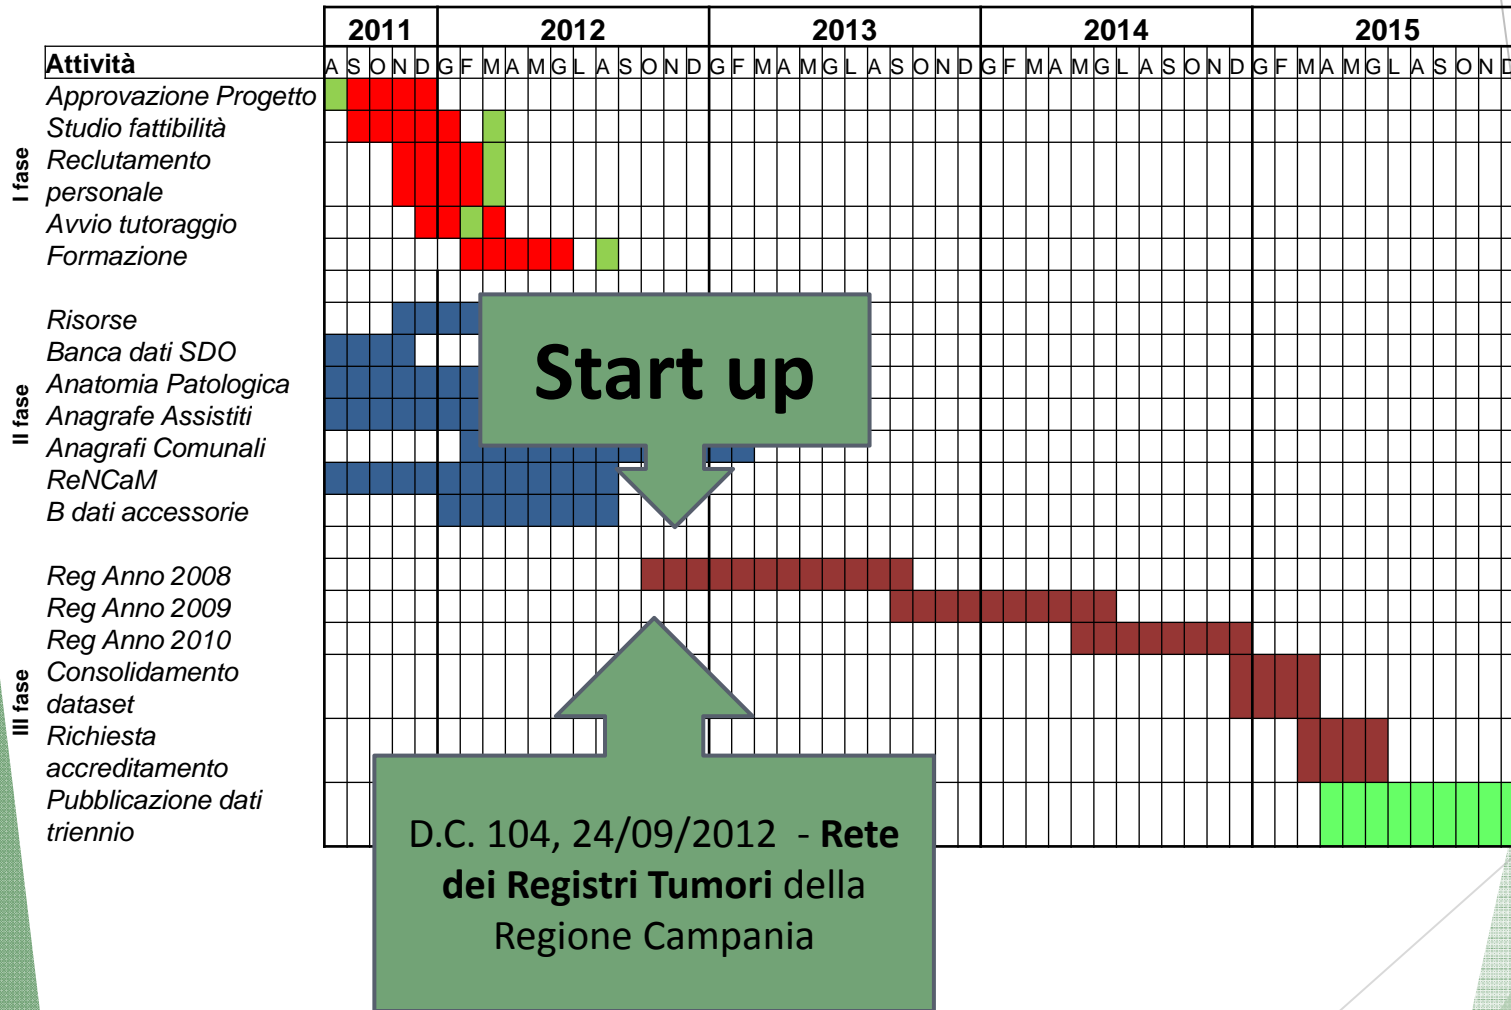 2011 2012 2013 2014 2015
Attività A S O N D G F M A M G L A S O N D G F M A M G L A S O N D G F M A M G L A S O N D G F M A M G L A S O N D
I fase
Approvazione Progetto
Studio fattibilità
Reclutamento
personale
Avvio tutoraggio
Formazione
II fase
Risorse
Banca dati SDO
Anatomia Patologica
Anagrafe Assistiti
Anagrafi Comunali
ReNCaM
B dati accessorie
Start up
III fase
Reg Anno 2008
Reg Anno 2009
Reg Anno 2010
Consolidamento
dataset
Richiesta
accreditamento
Pubblicazione dati
triennio
D.C. 104, 24/09/2012 - Rete
dei Registri Tumori della
Regione Campania